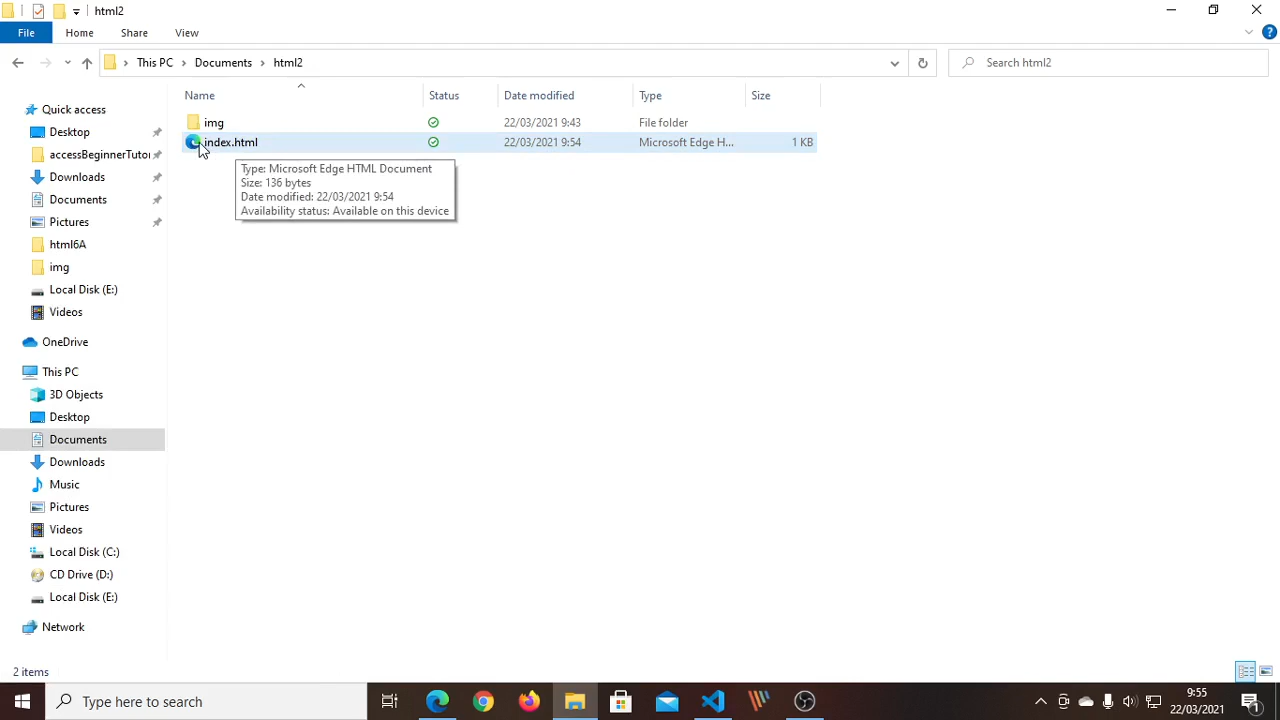 html2
File
Home
Share
View
This PC
Documents
html2
Search html2
Name
Status
Date modified
Type
Size
img
22/03/2021 9:43
File folder
index.html
22/03/2021 9:54
Microsoft Edge H...
1 KB
Type: Microsoft Edge HTML Document
Size: 136 bytes
Date modified: 22/03/2021 9:54
Availability status: Available on this device
Quick access
Desktop
accessBeginnerTutor
Downloads
Documents
Pictures
html6A
img
Local Disk (E:)
Videos
OneDrive
This PC
3D Objects
Desktop
Documents
Downloads
Music
Pictures
Videos
Local Disk (C:)
CD Drive (D:)
Local Disk (E:)
Network
2 items
Type here to search
9:55
22/03/2021
1